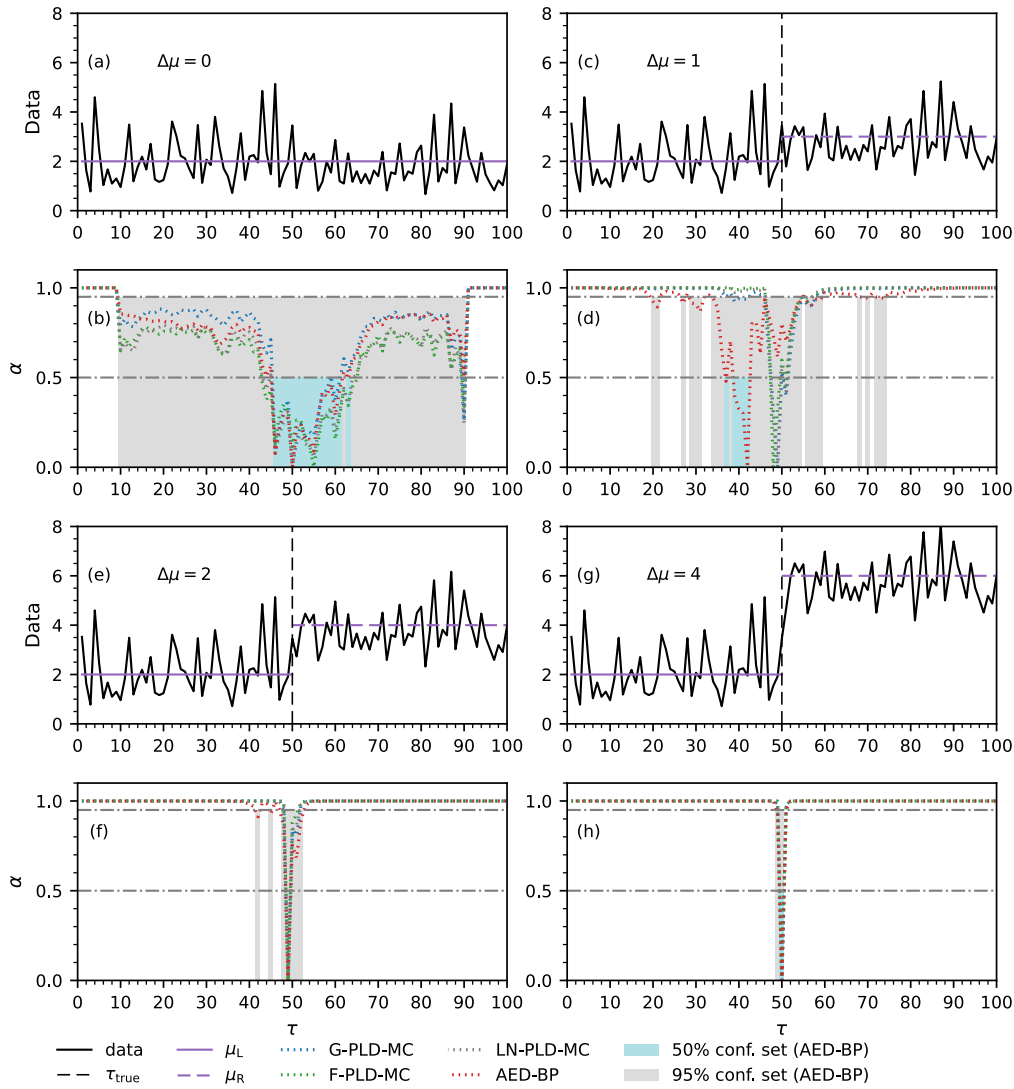 8
6
4
2
0
Data
(a) Δμ = 0
0 10 20 30 40 50 60 70 80 90 100
8
6
4
2
0
(c) Δμ = 1
0 10 20 30 40 50 60 70 80 90 100
1.0
0.5
0.0
α
(b)
0 10 20 30 40 50 60 70 80 90 100
1.0
0.5
0.0
(d)
0 10 20 30 40 50 60 70 80 90 100
8
6
4
2
0
Data
(e) Δμ = 2
0 10 20 30 40 50 60 70 80 90 100
8
6
4
2
0
(g) Δμ = 4
0 10 20 30 40 50 60 70 80 90 100
1.0
0.5
0.0
α
(f)
0 10 20 30 40 50 60 70 80 90 100
τ
1.0
0.5
0.0
(h)
0 10 20 30 40 50 60 70 80 90 100
τ
data μL G-PLD-MC LN-PLD-MC 50% conf. set (AED-BP)
τtrue μR F-PLD-MC AED-BP 95% conf. set (AED-BP)